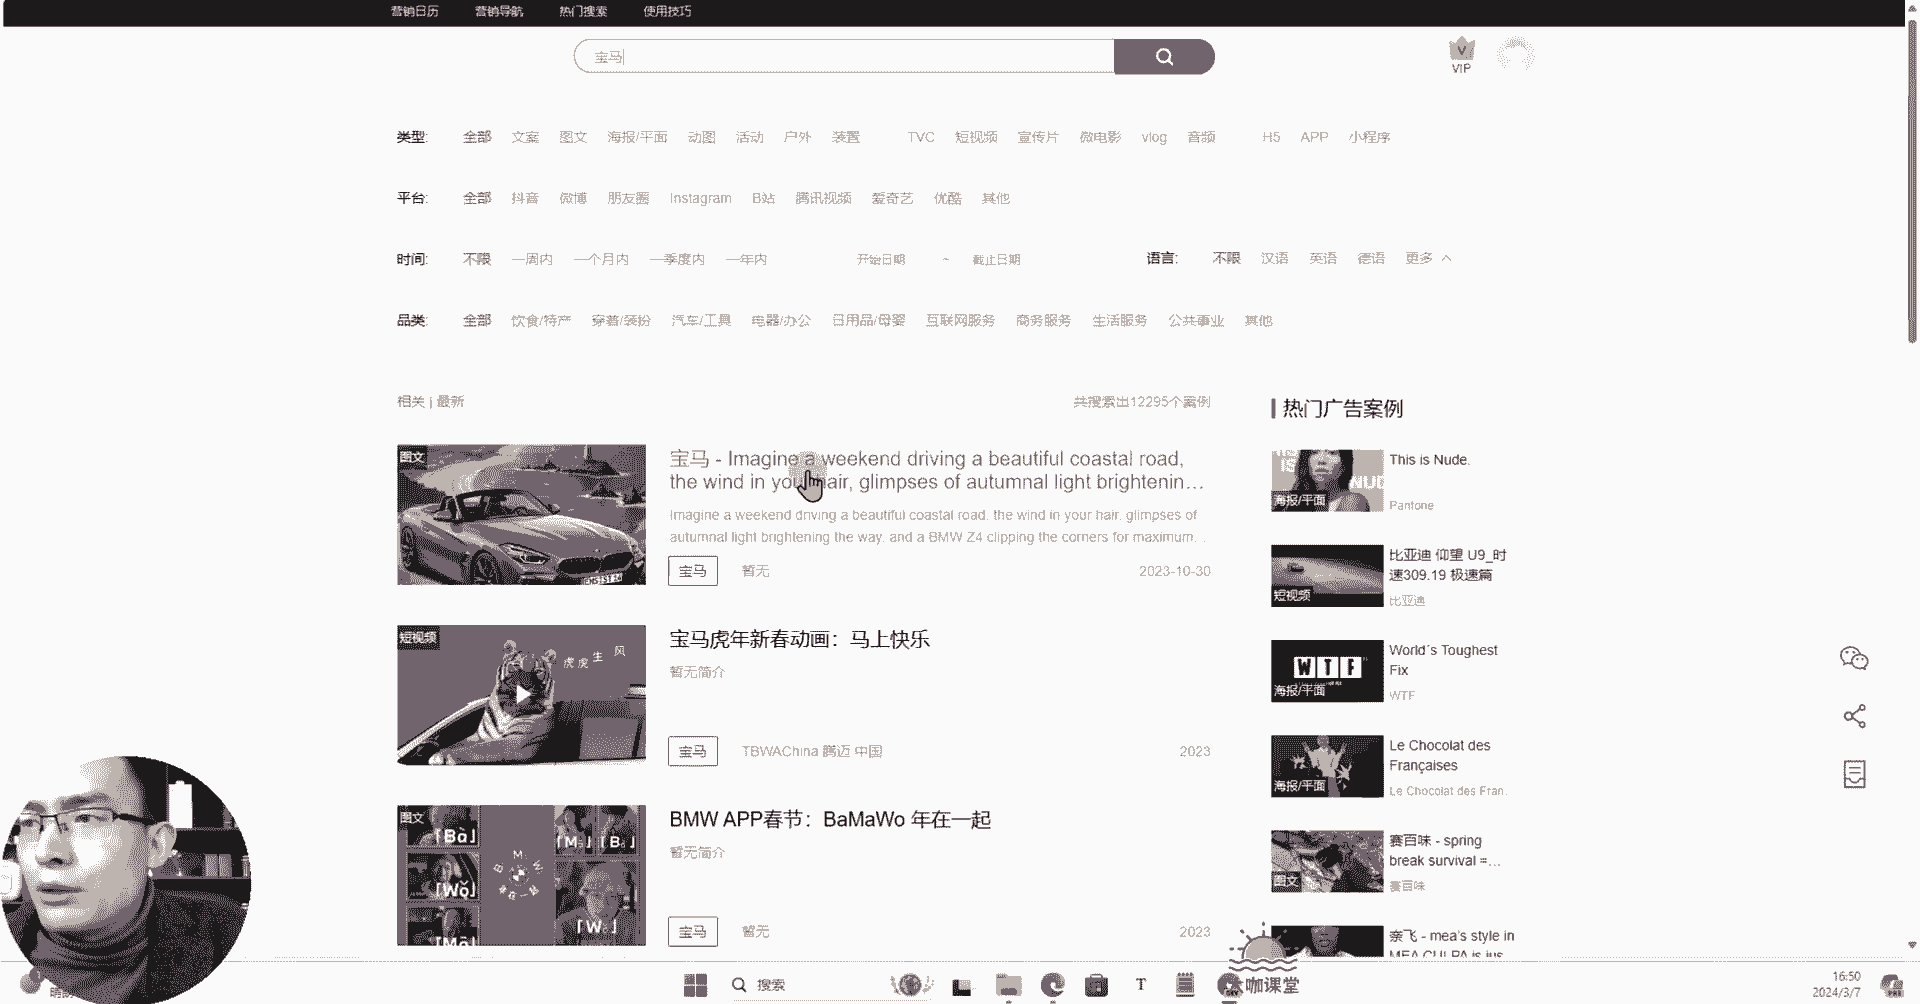 营销日历 营销导航 热门搜索 使用技巧
宝马
VIP
类型: 全部 文案 图文 海报/平面 动图 活动 户外 装置 TVC 短视频 宣传片 微电影 vlog 音频 H5 APP 小程序
平台: 全部 抖音 微博 朋友圈 Instagram B站 腾讯视频 爱奇艺 优酷 其他
时间: 不限 一周内 一个月内 一季度内 一年内 开始日期 ~ 截止日期 语言: 不限 汉语 英语 德语 更多
品类: 全部 饮食/特产 穿着/装扮 汽车/工具 电器/办公 日用品/母婴 互联网服务 商务服务 生活服务 公共事业 其他
相关 | 最新 共搜索出12295个案例
图文
宝马 - Imagine a weekend driving a beautiful coastal road,
the wind in your hair, glimpses of autumnal light brightenin...
Imagine a weekend driving a beautiful coastal road, the wind in your hair, glimpses of
autumnal light brightening the way, and a BMW Z4 clipping the corners for maximum...
宝马 暂无 2023-10-30
短视频
虎虎生风
宝马虎年新春动画：马上快乐
暂无简介
宝马 TBWAChina 腾迈 中国 2023
图文
「Bà」
「Wǒ」
BMW APP春节：BaMaWo 年在一起
暂无简介
宝马 暂无 2023
热门广告案例
海报/平面
This is Nude.
Pantone
短视频
比亚迪 仰望 U9_时
速309.19 极速篇
比亚迪
WTF
海报/平面
World´s Toughest
Fix
WTF
海报/平面
Le Chocolat des
Françaises
Le Chocolat des Fran...
图文
赛百味 - spring
break survival =...
赛百味
奈飞 - mea's style in
MEA CULPA is jus
搜索
咖课堂
16:50
2024/3/7